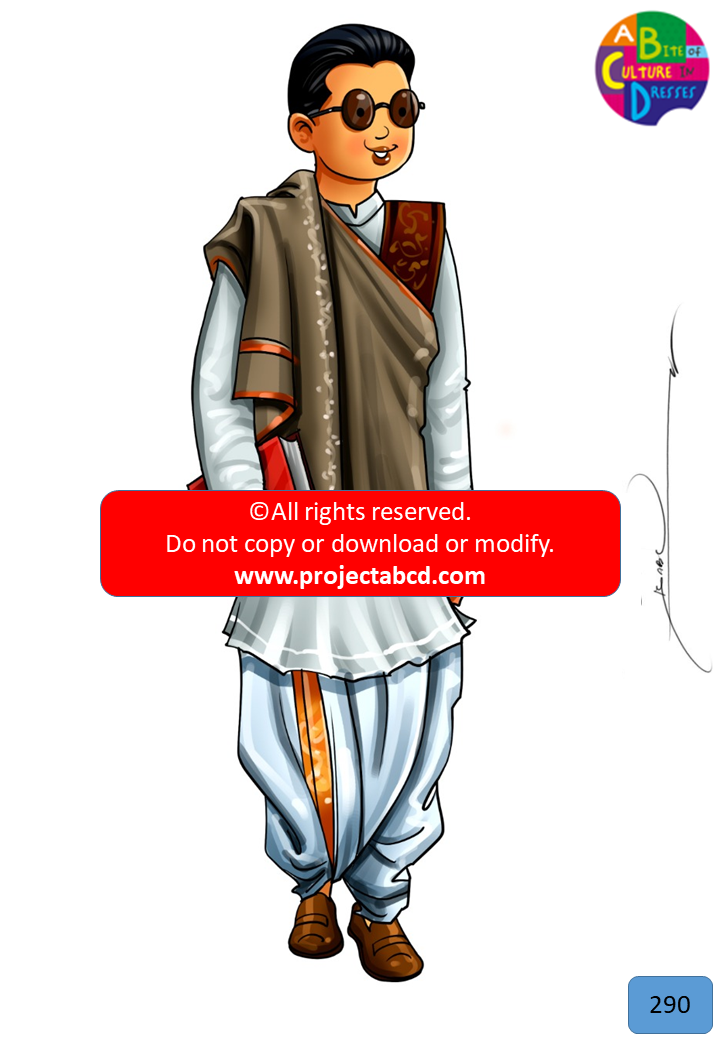 A
BITE OF
CULTURE IN
DRESSES
©All rights reserved.
Do not copy or download or modify.
www.projectabcd.com
290